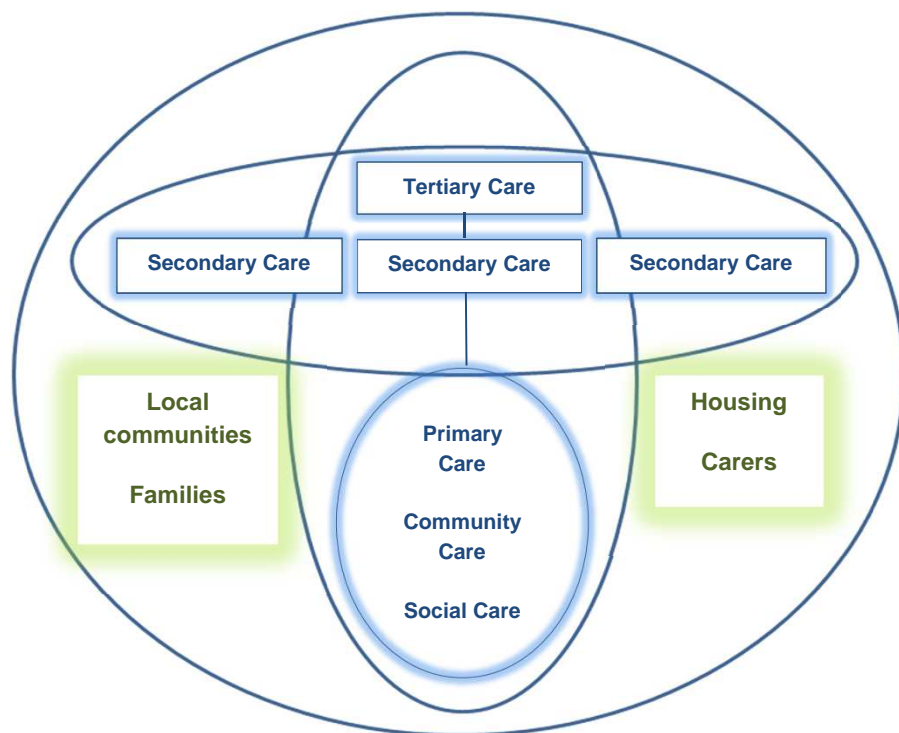 Tertiary Care
Secondary Care
Secondary Care
Secondary Care
Local
communities
Families
Primary
Care
Community
Care
Social Care
Housing
Carers